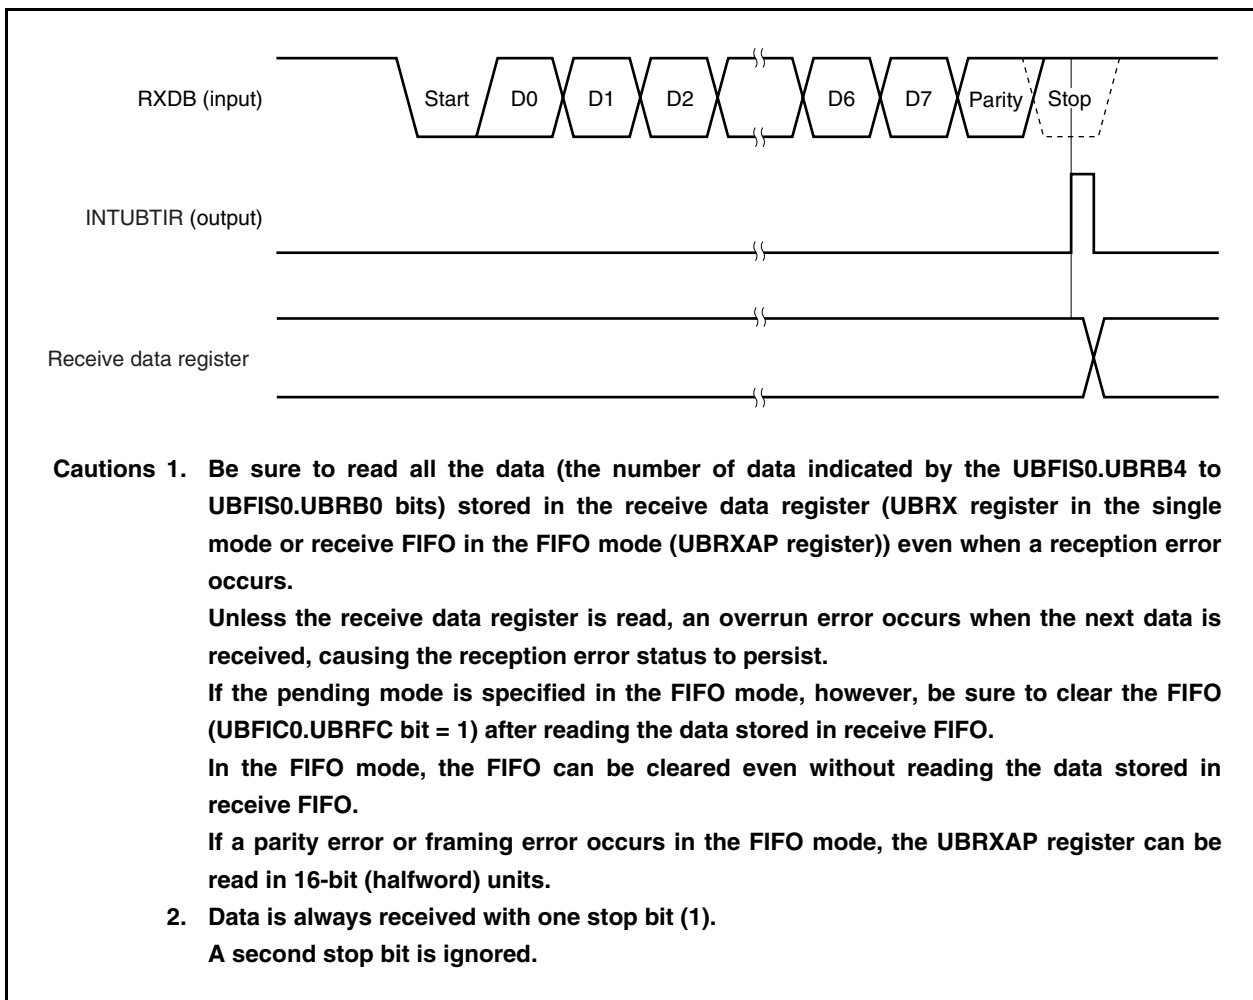 RXDB (input) Start D0 D1 D2 D6 D7 Parity Stop
INTUBTIR (output)
Receive data register
Cautions 1. Be sure to read all the data (the number of data indicated by the UBFIS0.UBRB4 to
UBFIS0.UBRB0 bits) stored in the receive data register (UBRX register in the single
mode or receive FIFO in the FIFO mode (UBRXAP register)) even when a reception error
occurs.
Unless the receive data register is read, an overrun error occurs when the next data is
received, causing the reception error status to persist.
If the pending mode is specified in the FIFO mode, however, be sure to clear the FIFO
(UBFIC0.UBRFC bit = 1) after reading the data stored in receive FIFO.
In the FIFO mode, the FIFO can be cleared even without reading the data stored in
receive FIFO.
If a parity error or framing error occurs in the FIFO mode, the UBRXAP register can be
read in 16-bit (halfword) units.
2. Data is always received with one stop bit (1).
A second stop bit is ignored.